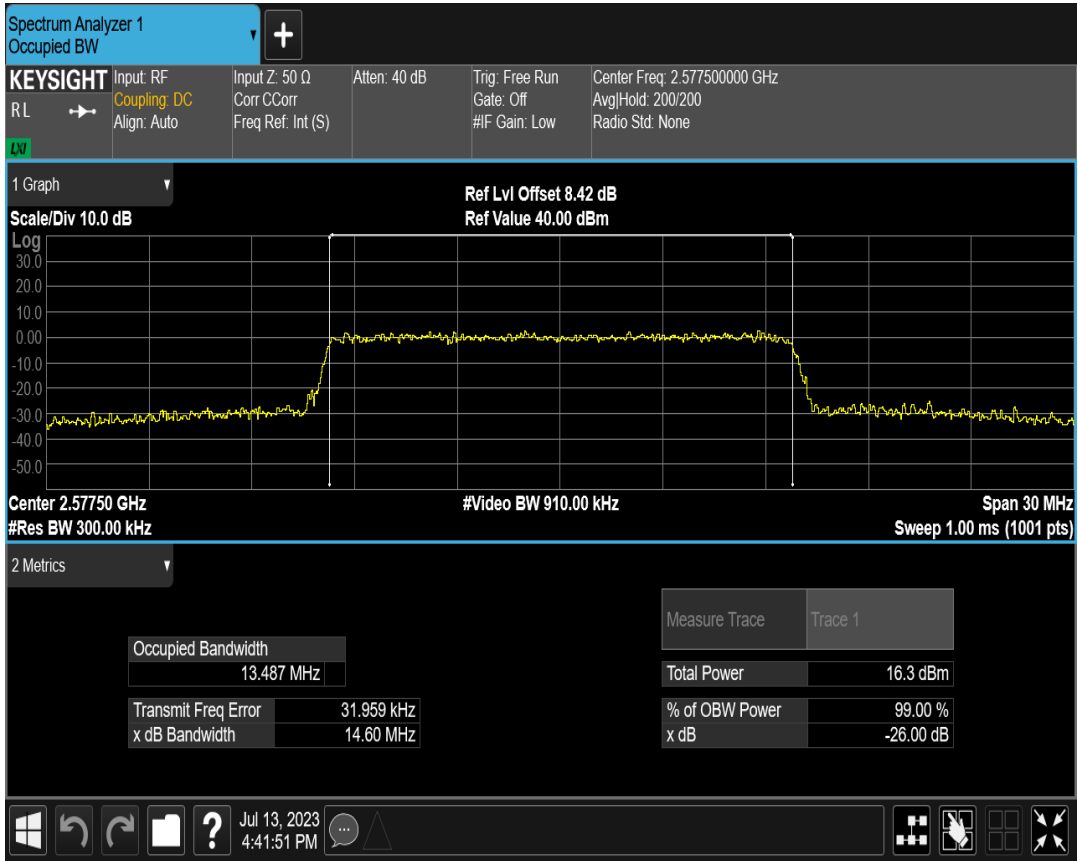 Spectrum Analyzer 1
Occupied BW
+
KEYSIGHT
R L
LXI
Input: RF
Coupling: DC
Align: Auto
Input Z: 50 Ω
Corr CCorr
Freq Ref: Int (S)
Atten: 40 dB
Trig: Free Run
Gate: Off
#IF Gain: Low
Center Freq: 2.577500000 GHz
Avg|Hold: 200/200
Radio Std: None
1 Graph
Scale/Div 10.0 dB
Ref Lvl Offset 8.42 dB
Ref Value 40.00 dBm
Log
30.0
20.0
10.0
0.00
-10.0
-20.0
-30.0
-40.0
-50.0
Center 2.57750 GHz
#Video BW 910.00 kHz
Span 30 MHz
#Res BW 300.00 kHz
Sweep 1.00 ms (1001 pts)
2 Metrics
Occupied Bandwidth
13.487 MHz
Transmit Freq Error 31.959 kHz
x dB Bandwidth 14.60 MHz
Measure Trace Trace 1
Total Power 16.3 dBm
% of OBW Power 99.00 %
x dB -26.00 dB
?
Jul 13, 2023
4:41:51 PM